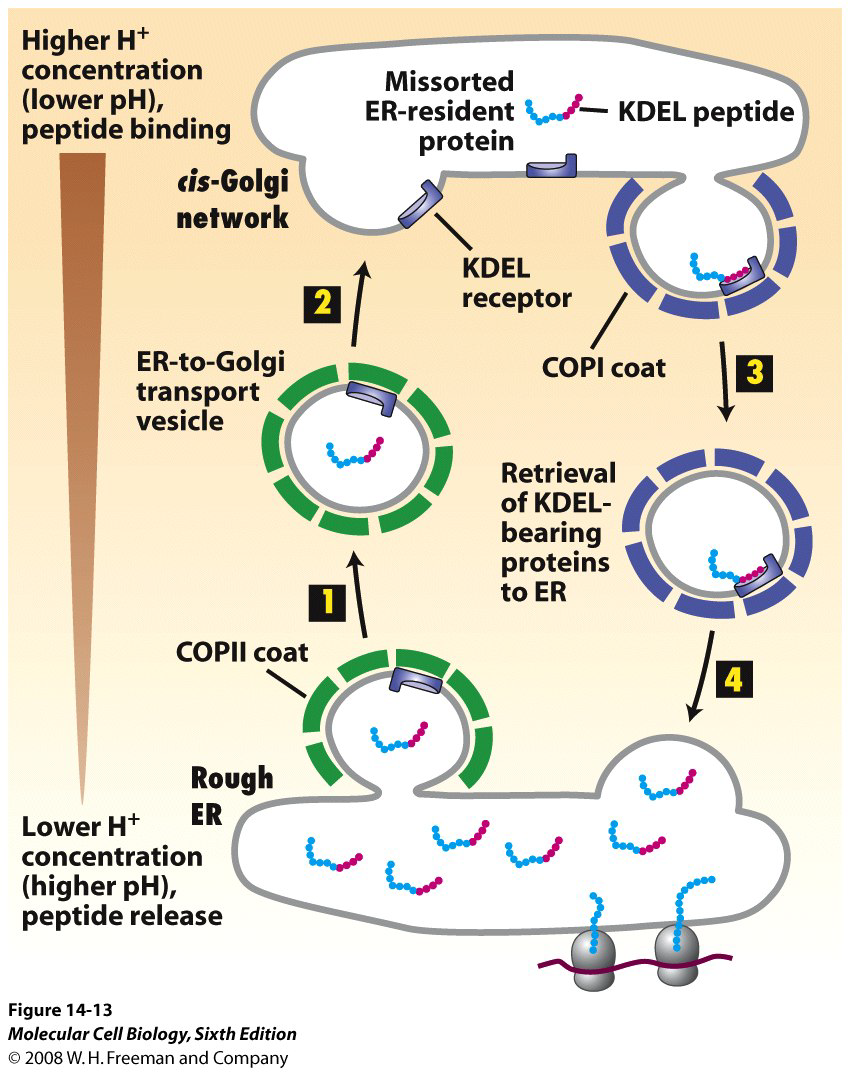 Higher H⁺
concentration
(lower pH),
peptide binding
Missorted
ER-resident
protein
KDEL peptide
cis-Golgi
network
KDEL
receptor
2
COPI coat
3
ER-to-Golgi
transport
vesicle
Retrieval
of KDEL-
bearing
proteins
to ER
1
COPII coat
4
Rough
ER
Lower H⁺
concentration
(higher pH),
peptide release
Figure 14-13
Molecular Cell Biology, Sixth Edition
© 2008 W. H. Freeman and Company